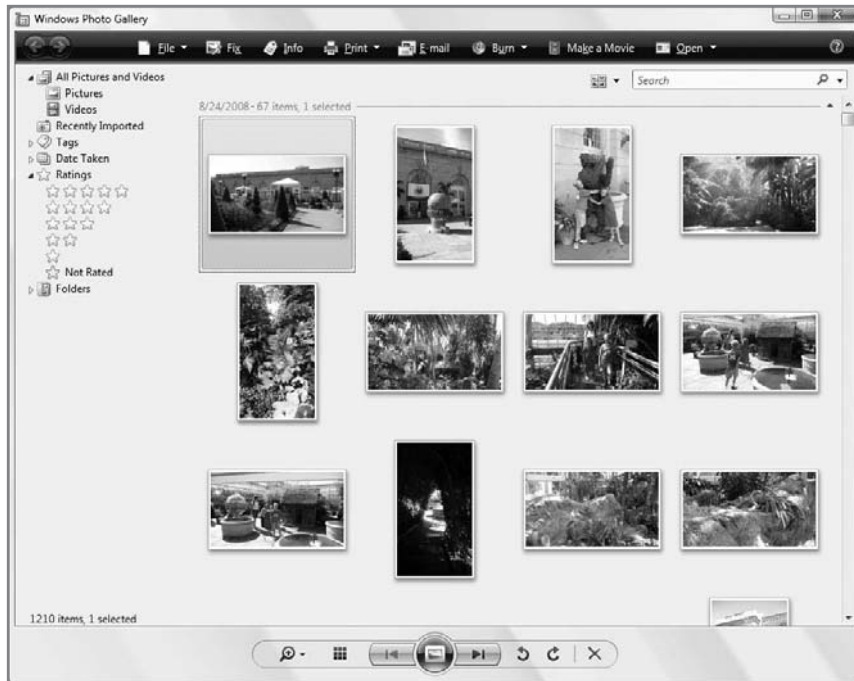 Windows Photo Gallery
File Fix Info Print E-mail Burn Make a Movie Open
All Pictures and Videos
Pictures
Videos
Recently Imported
Tags
Date Taken
Ratings
Not Rated
Folders
Search
8/24/2008 - 67 items, 1 selected
1210 items, 1 selected